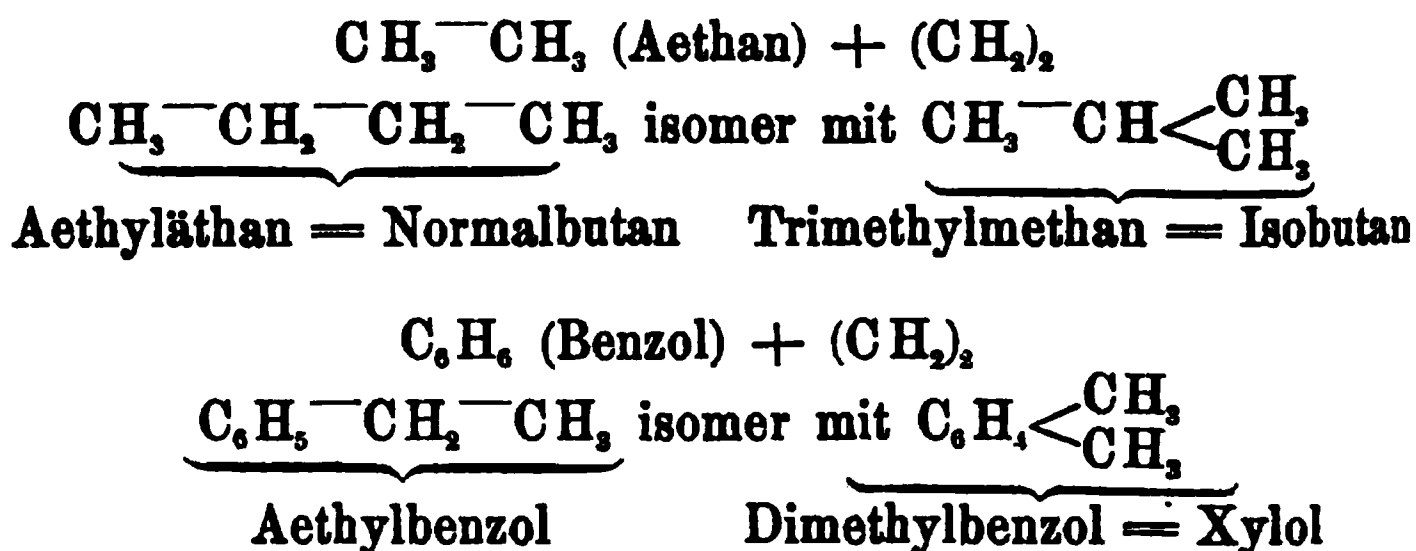 CH₃—CH₃ (Aethan) + (CH₂)₂
CH₃—CH₂—CH₂—CH₃ isomer mit CH₃—CH<CH₃ CH₃
Aethyläthan = Normalbutan Trimethylmethan = Isobutan
C₆H₆ (Benzol) + (CH₂)₂
C₆H₅—CH₂—CH₃ isomer mit C₆H₄<CH₃ CH₃
Aethylbenzol Dimethylbenzol = Xylol